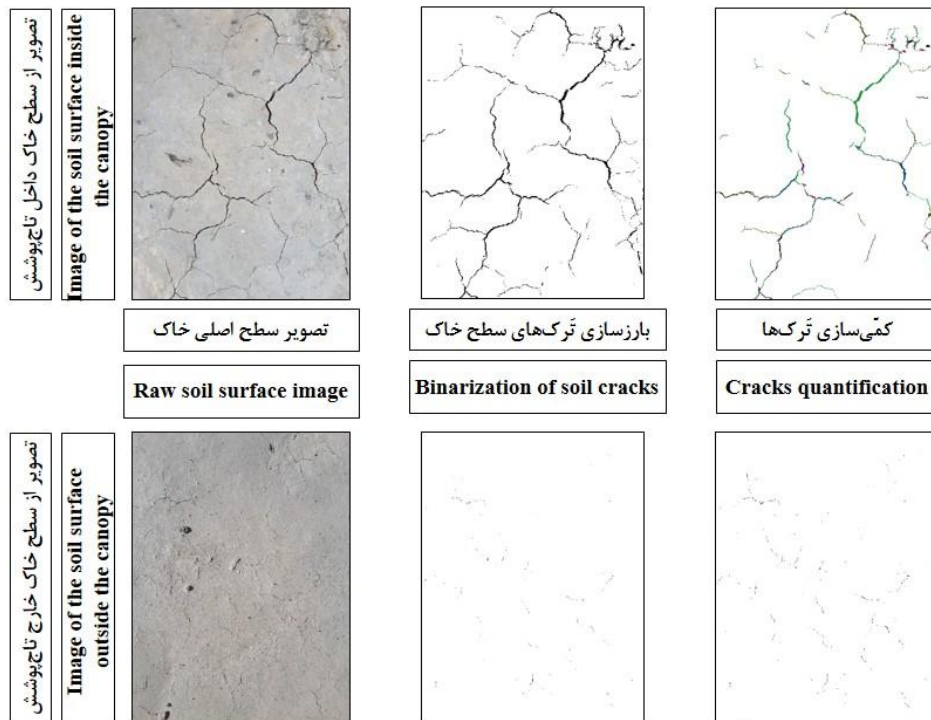 تصویر از سطح خاک داخل تاج‌پوشش
Image of the soil surface inside
the canopy
تصویر سطح اصلی خاک
بارزسازی تَرک‌های سطح خاک
کمّی‌سازی تَرک‌ها
Raw soil surface image
Binarization of soil cracks
Cracks quantification
تصویر از سطح خاک خارج تاج‌پوشش
Image of the soil surface
outside the canopy